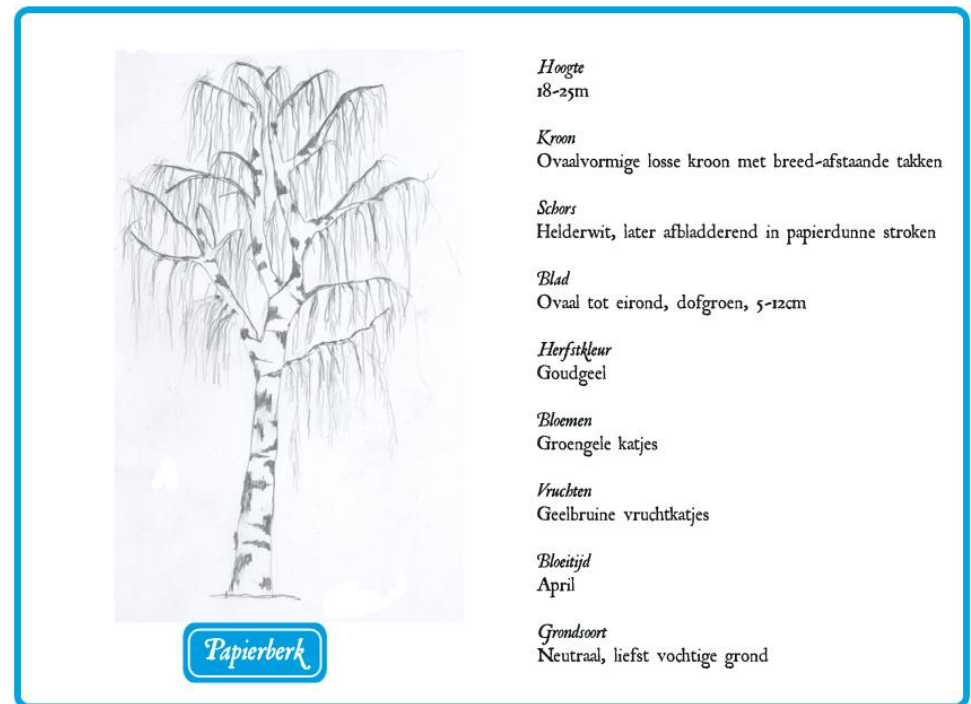 Hoogte
18-25m
Kroon
Ovaalvormige losse kroon met breed-afstaande takken
Schors
Helderwit, later afbladderend in papierdunne stroken
Blad
Ovaal tot eirond, dofgroen, 5-12cm
Herfstkleur
Goudgeel
Bloemen
Groengele katjes
Vruchten
Geelbruine vruchtkatjes
Bloeitijd
April
Grondsoort
Neutraal, liefst vochtige grond
Papierberk